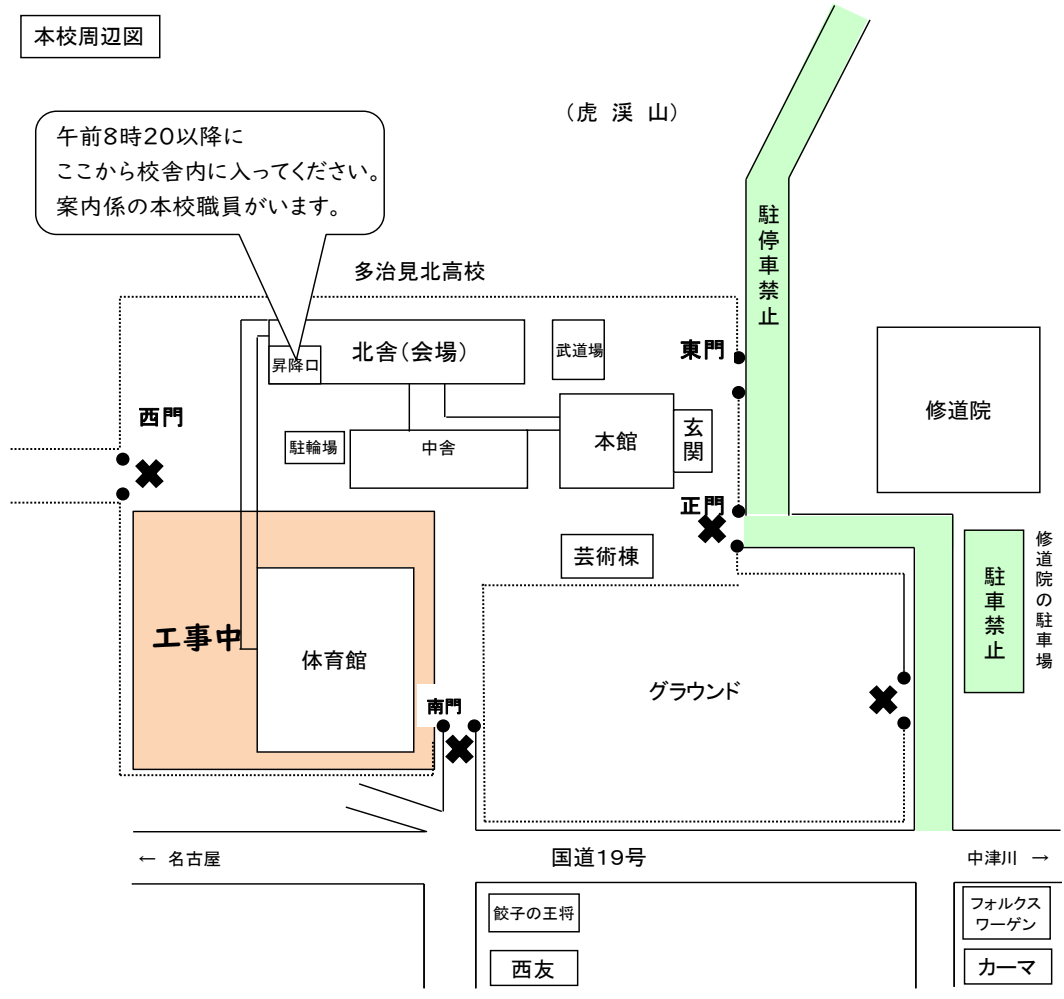 本校周辺図
(虎 渓 山)
午前8時20以降に
ここから校舎内に入ってください。
案内係の本校職員がいます。
駐停車禁止
多治見北高校
北舎(会場)
昇降口
武道場
東門
修道院
西門
駐輪場
中舎
本館
玄関
正門
芸術棟
駐車禁止
修道院の駐車場
工事中
体育館
グラウンド
南門
← 名古屋
国道19号
中津川 →
餃子の王将
西友
フォルクス
ワーゲン
カーマ